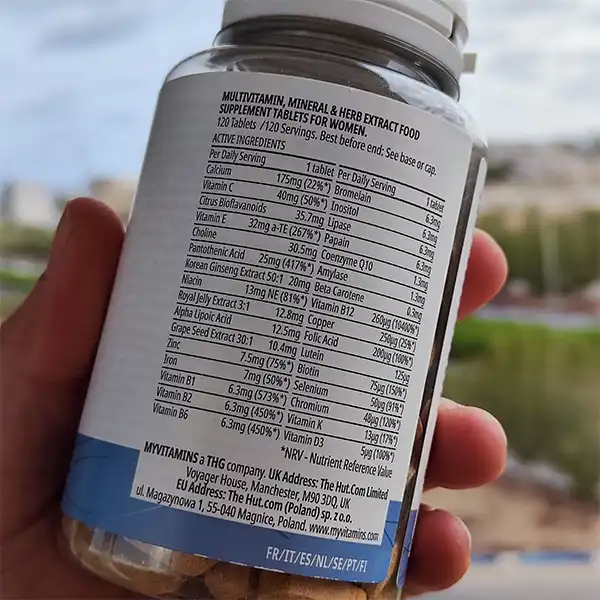 MULTIVITAMIN, MINERAL & HERB EXTRACT FOOD
SUPPLEMENT TABLETS FOR WOMEN.
120 Tablets /120 Servings. Best before end; See base or cap.
ACTIVE INGREDIENTS
Per Daily Serving 1 tablet Per Daily Serving 1 tablet
Calcium 175mg (22%*) Bromelain 6.3mg
Vitamin C 40mg (50%*) Inositol 6.3mg
Citrus Bioflavanoids 35.7mg Lipase 6.3mg
Vitamin E 32mg a-TE (267%*) Papain 6.3mg
Choline 30.5mg Coenzyme Q10 1.3mg
Pantothenic Acid 25mg (417%*) Amylase 1.3mg
Korean Ginseng Extract 50:1 20mg Beta Carotene 0.3mg
Niacin 13mg NE (81%*) Vitamin B12 260µg (10400%*)
Royal Jelly Extract 3:1 12.8mg Copper 250µg (25%*)
Alpha Lipoic Acid 12.5mg Folic Acid 200µg (100%*)
Grape Seed Extract 30:1 10.4mg Lutein 125µg
Zinc 7.5mg (75%*) Biotin 75µg (150%*)
Iron 7mg (50%*) Selenium 50µg (91%*)
Vitamin B1 6.3mg (573%*) Chromium 48µg (120%*)
Vitamin B2 6.3mg (450%*) Vitamin K 13µg (17%*)
Vitamin B6 6.3mg (450%*) Vitamin D3 5µg (100%*)
*NRV - Nutrient Reference Value
MYVITAMINS a THG company. UK Address: The Hut.Com Limited
Voyager House, Manchester, M90 3DQ, UK
EU Address: The Hut.com (Poland) sp. z o.o.
ul. Magazynowa 1, 55-040 Magnice, Poland. www.myvitamins.com
FR/IT/ES/NL/SE/PT/FI